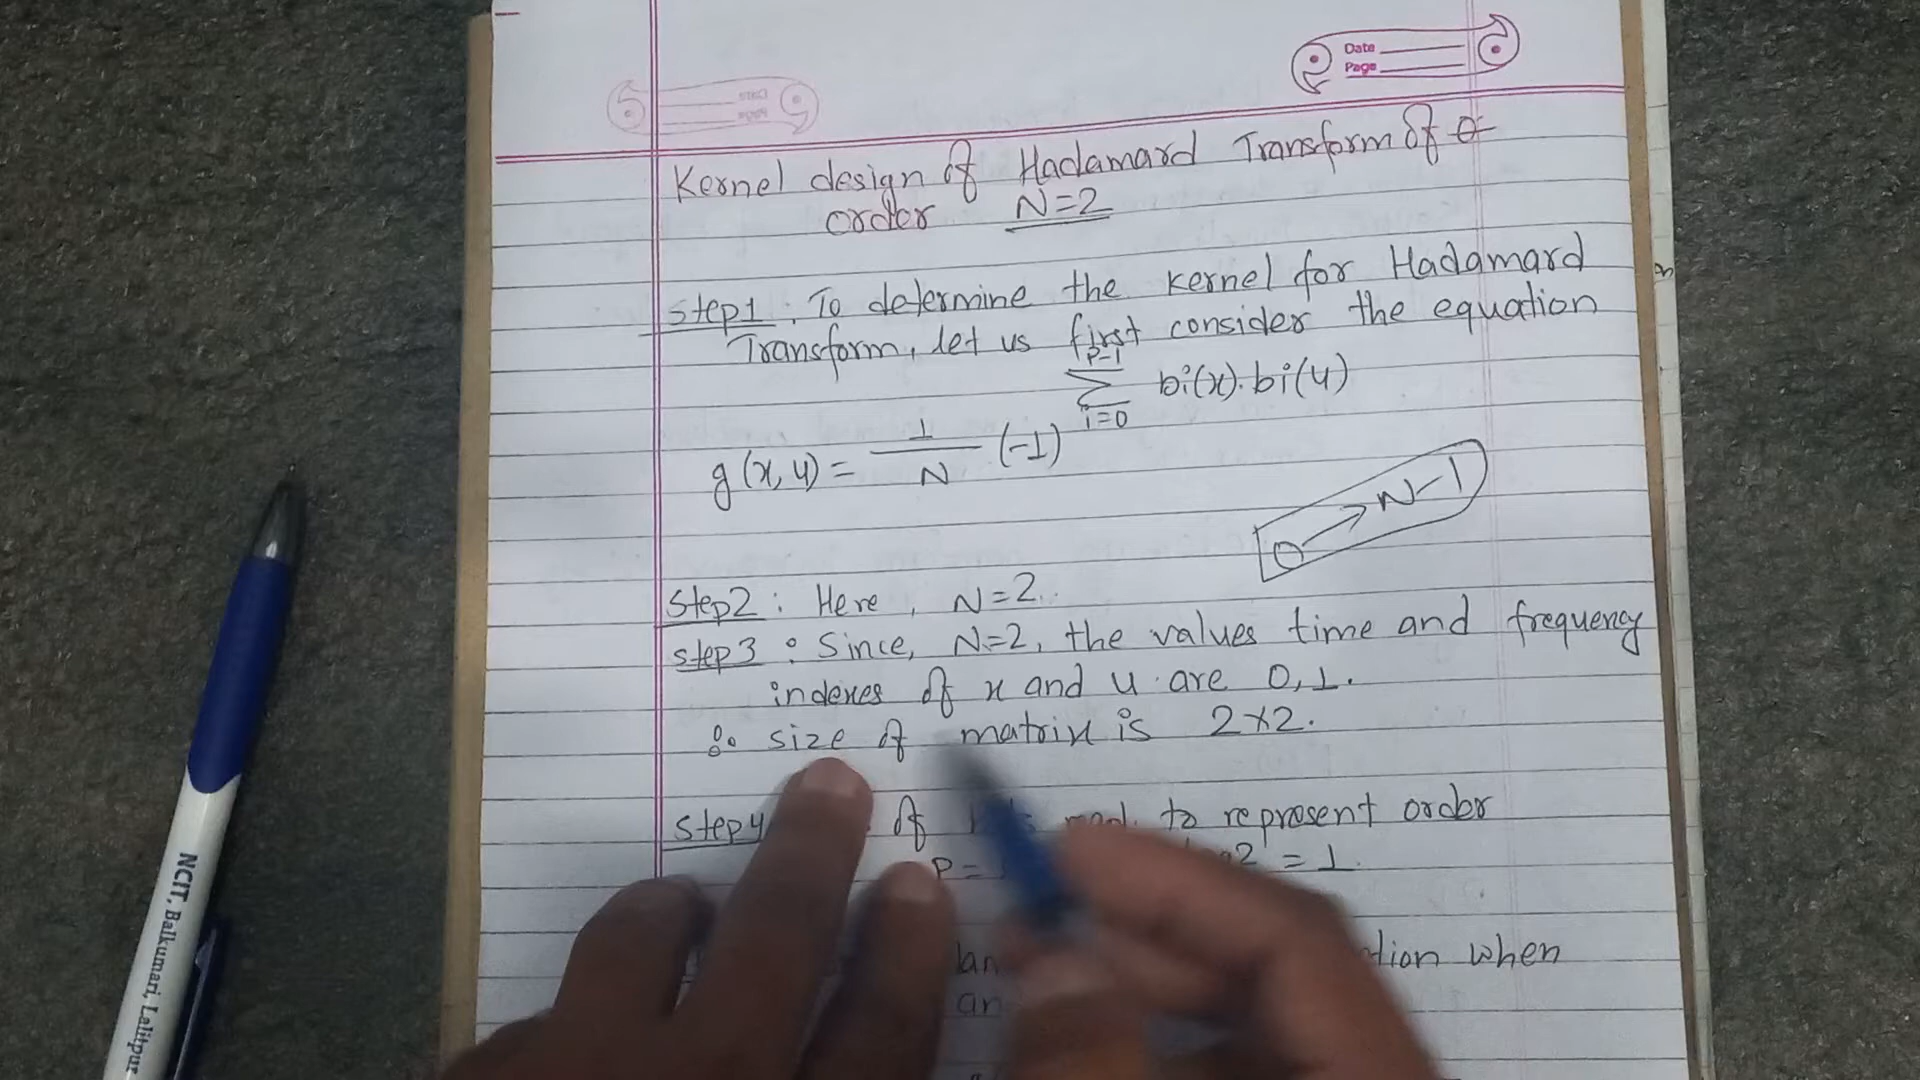 Date
Page
Kernel design of Hadamard Transform of
order N=2
Step1: To determine the kernel for Hadamard
Transform, let us first consider the equation
g(x,u) = 1/N (-1)^{\sum_{i=0}^{P-1} bi(x).bi(u)}
0 → N-1
Step2: Here, N=2.
Step3: Since, N=2, the values time and frequency
indexes of x and u are 0,1.
∴ size of matrix is 2×2.
Step4 of to represent order
P = 2 = 1.
tion when
an
NCIT, Balkumari, Lalitpur